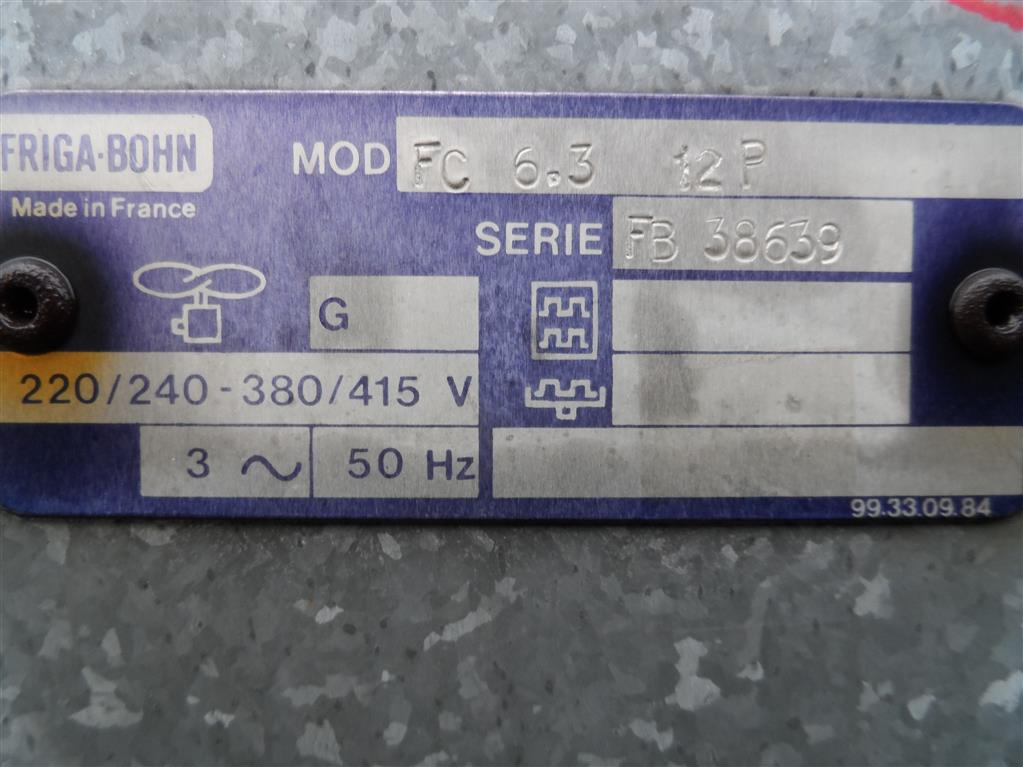 FRIGA-BOHN
Made in France
MOD FC 6.3 12P
SERIE FB 38639
G
220/240 - 380/415 V
3 ~ 50 Hz
99.33.09.84